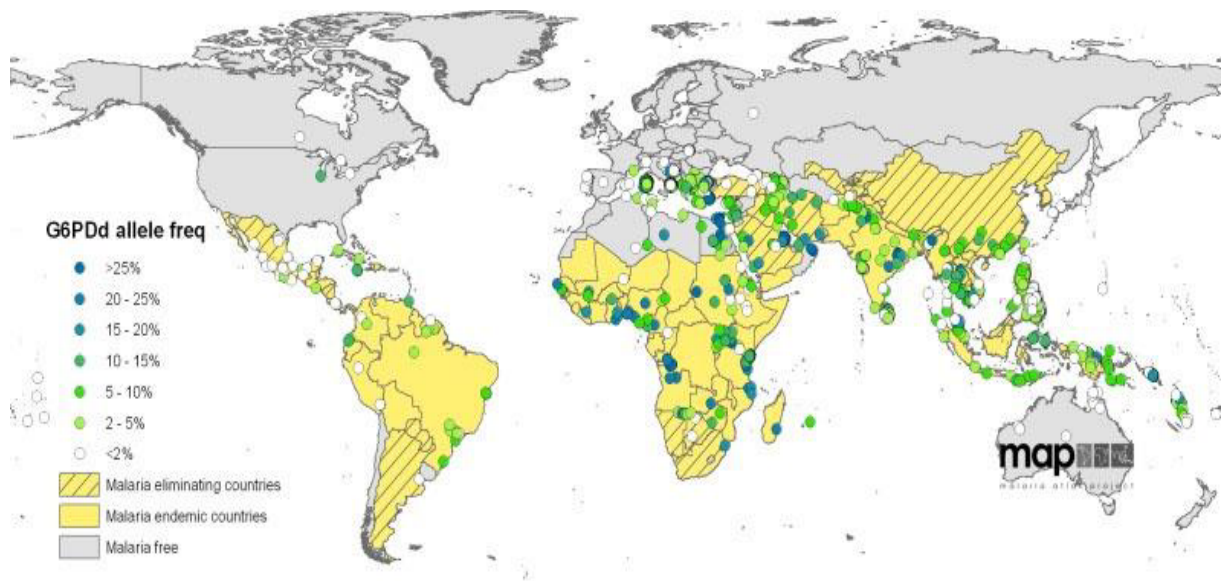 G6PDd allele freq
>25%
20 - 25%
15 - 20%
10 - 15%
5 - 10%
2 - 5%
<2%
Malaria eliminating countries
Malaria endemic countries
Malaria free
map
malaria atlas project